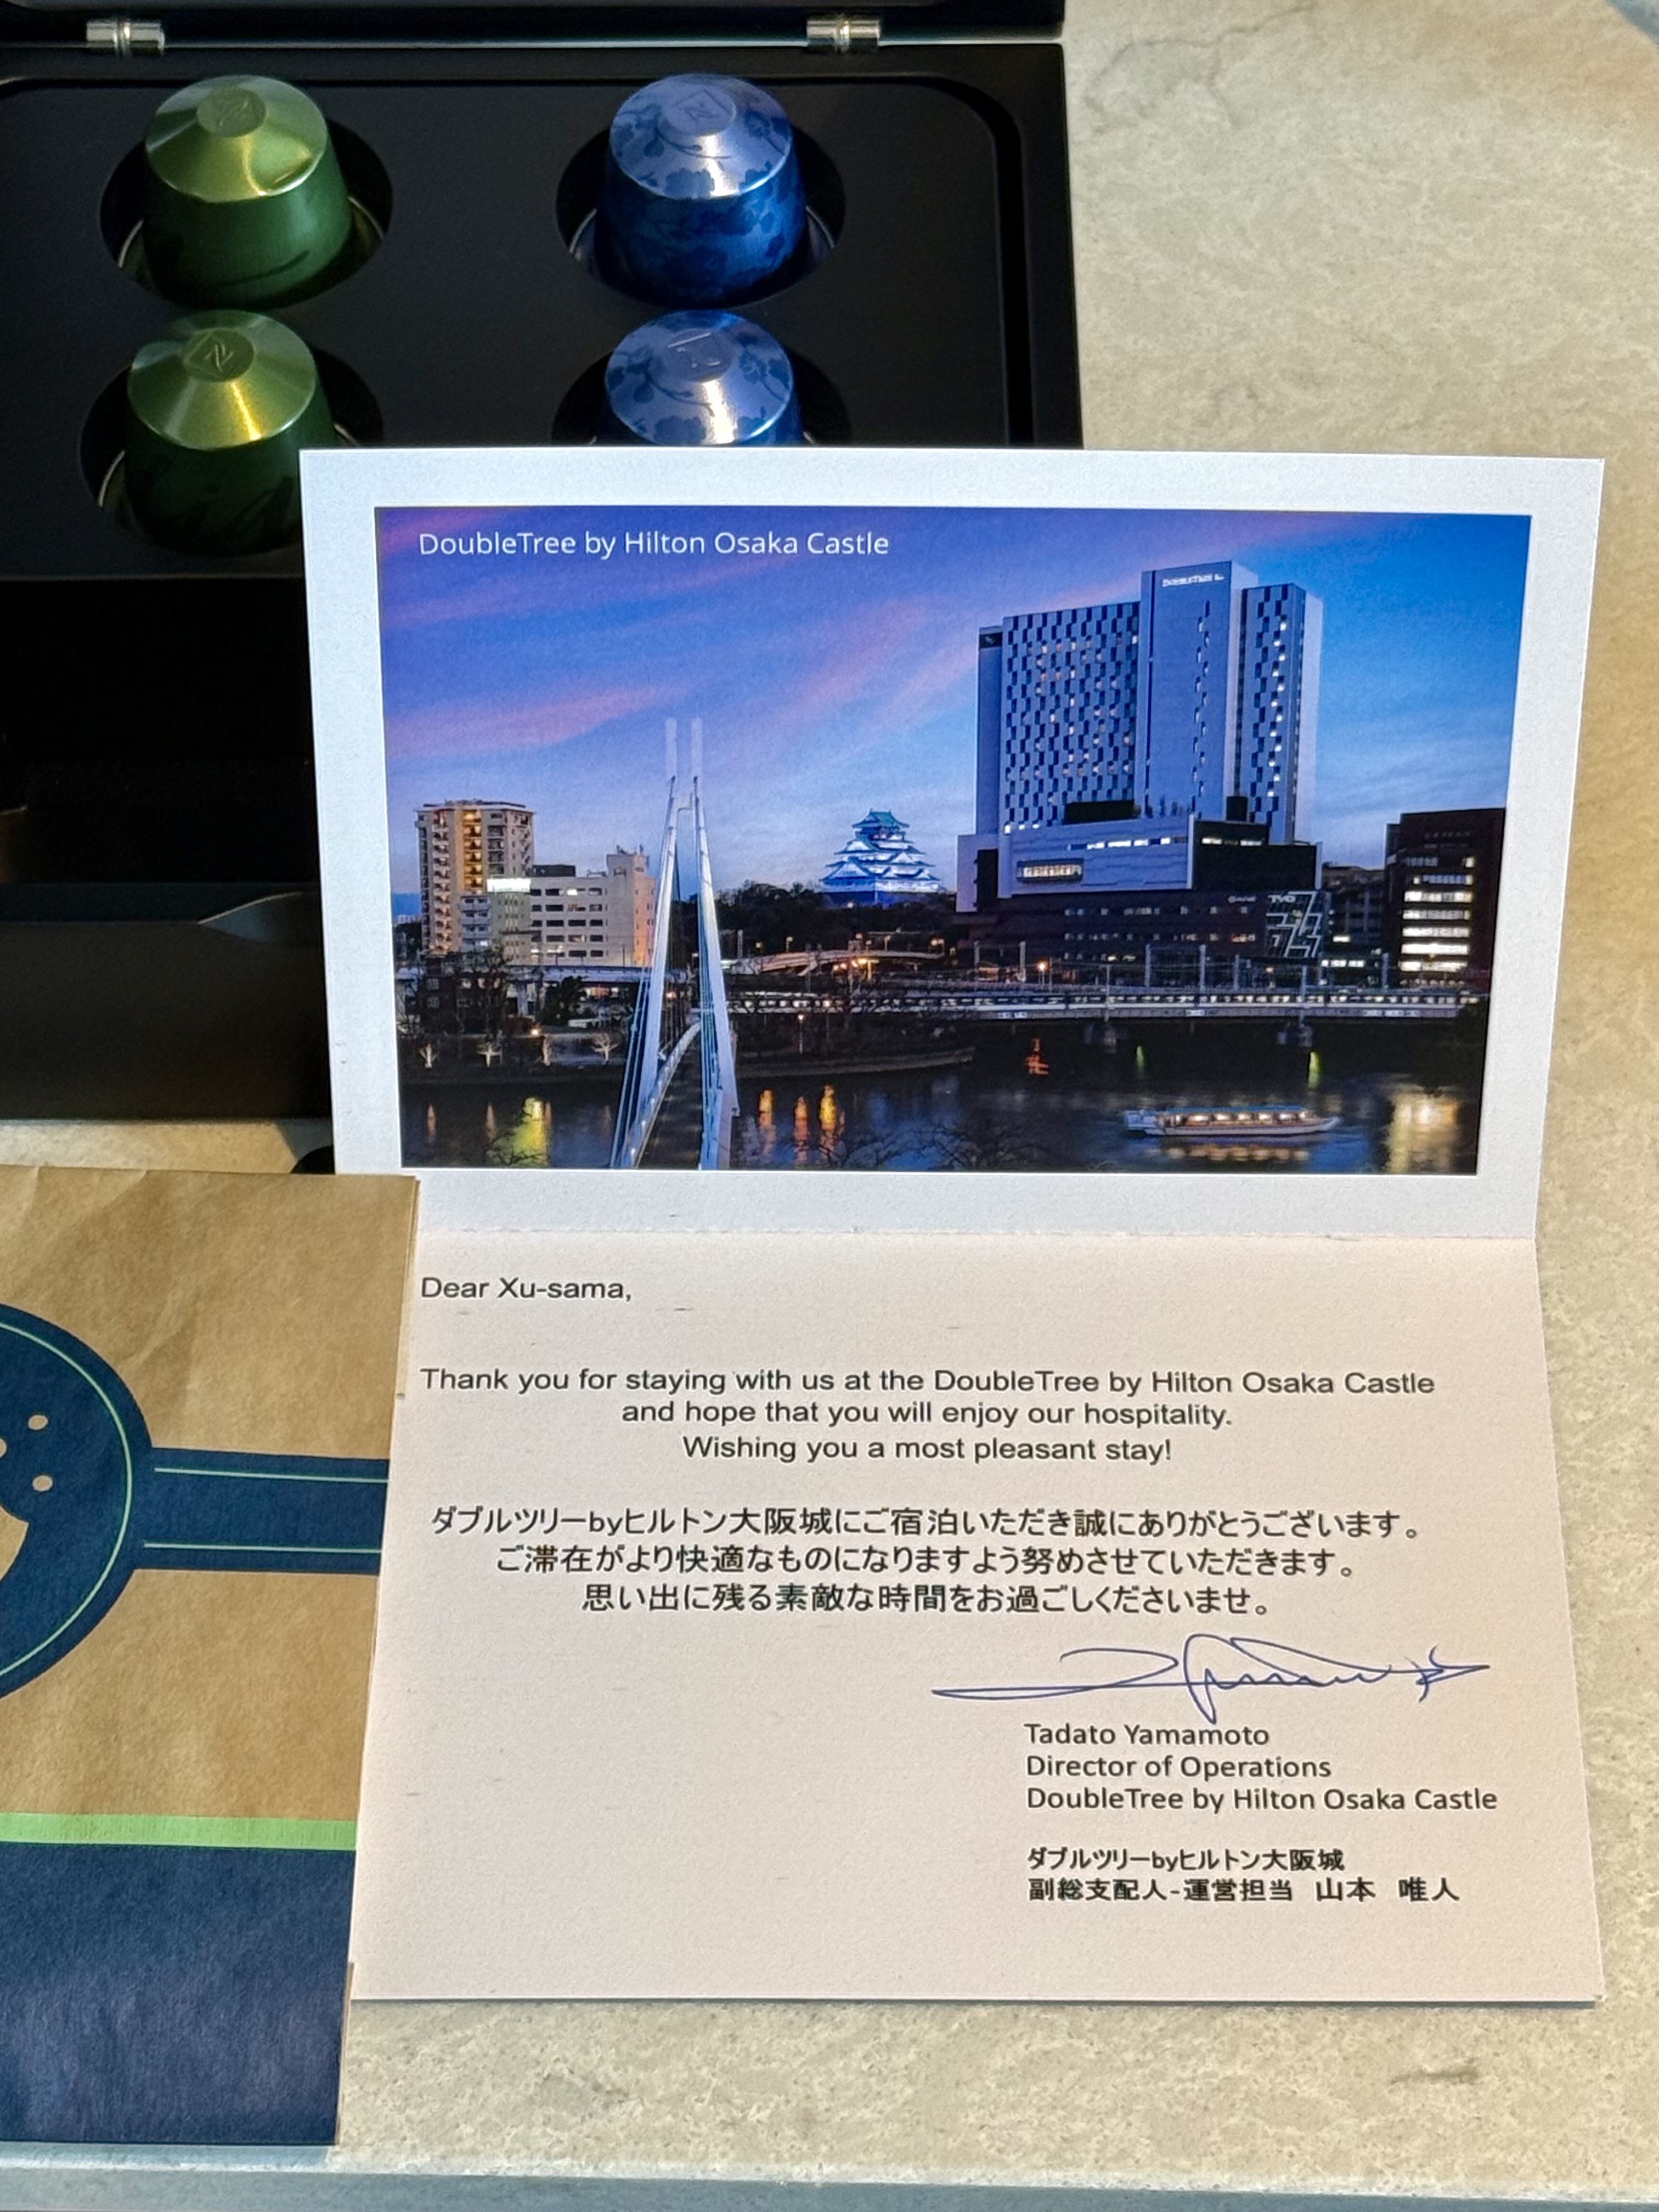 DoubleTree by Hilton Osaka Castle
DOUBLETREE
TVO
Dear Xu-sama,
Thank you for staying with us at the DoubleTree by Hilton Osaka Castle
and hope that you will enjoy our hospitality.
Wishing you a most pleasant stay!
ダブルツリーbyヒルトン大阪城にご宿泊いただき誠にありがとうございます。
ご滞在がより快適なものになりますよう努めさせていただきます。
思い出に残る素敵な時間をお過ごしくださいませ。
Tadato Yamamoto
Director of Operations
DoubleTree by Hilton Osaka Castle
ダブルツリーbyヒルトン大阪城
副総支配人-運営担当 山本 唯人